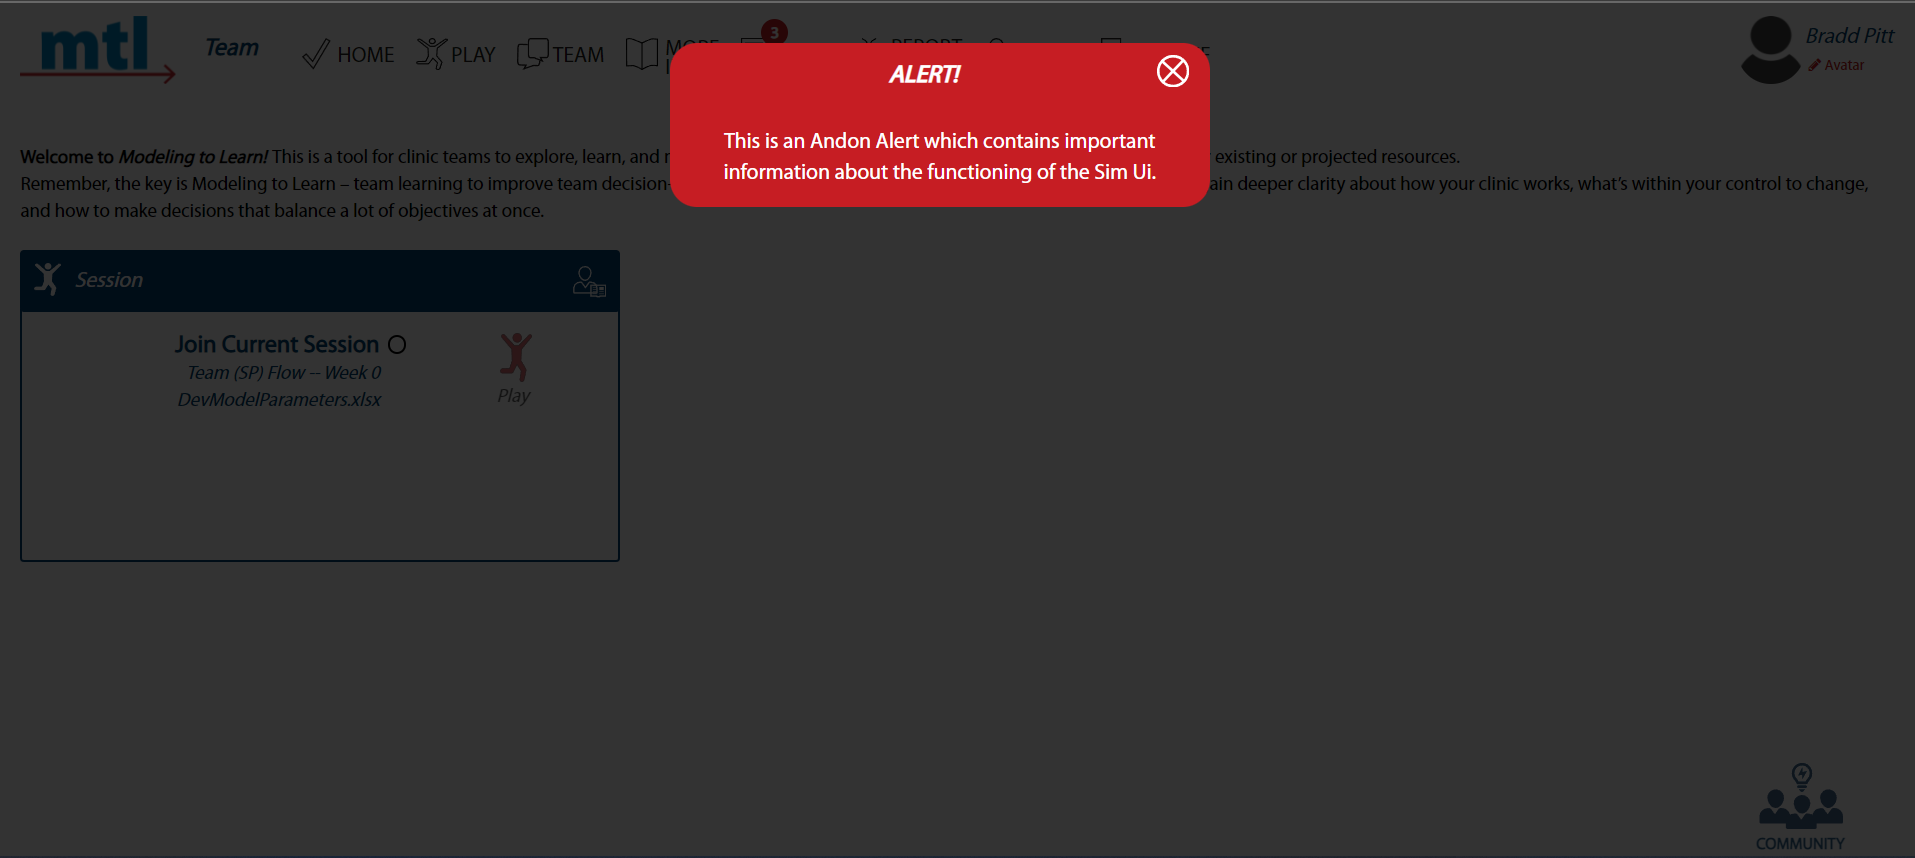 mtl
Team
HOME
PLAY
TEAM
MORE
3
REPORT
Bradd Pitt
Avatar
ALERT!
This is an Andon Alert which contains important
information about the functioning of the Sim Ui.
Welcome to Modeling to Learn! This is a tool for clinic teams to explore, learn, and existing or projected resources.
Remember, the key is Modeling to Learn – team learning to improve team decision- deeper clarity about how your clinic works, what's within your control to change,
and how to make decisions that balance a lot of objectives at once.
Session
Join Current Session
Team (SP) Flow -- Week 0
DevModelParameters.xlsx
Play
COMMUNITY